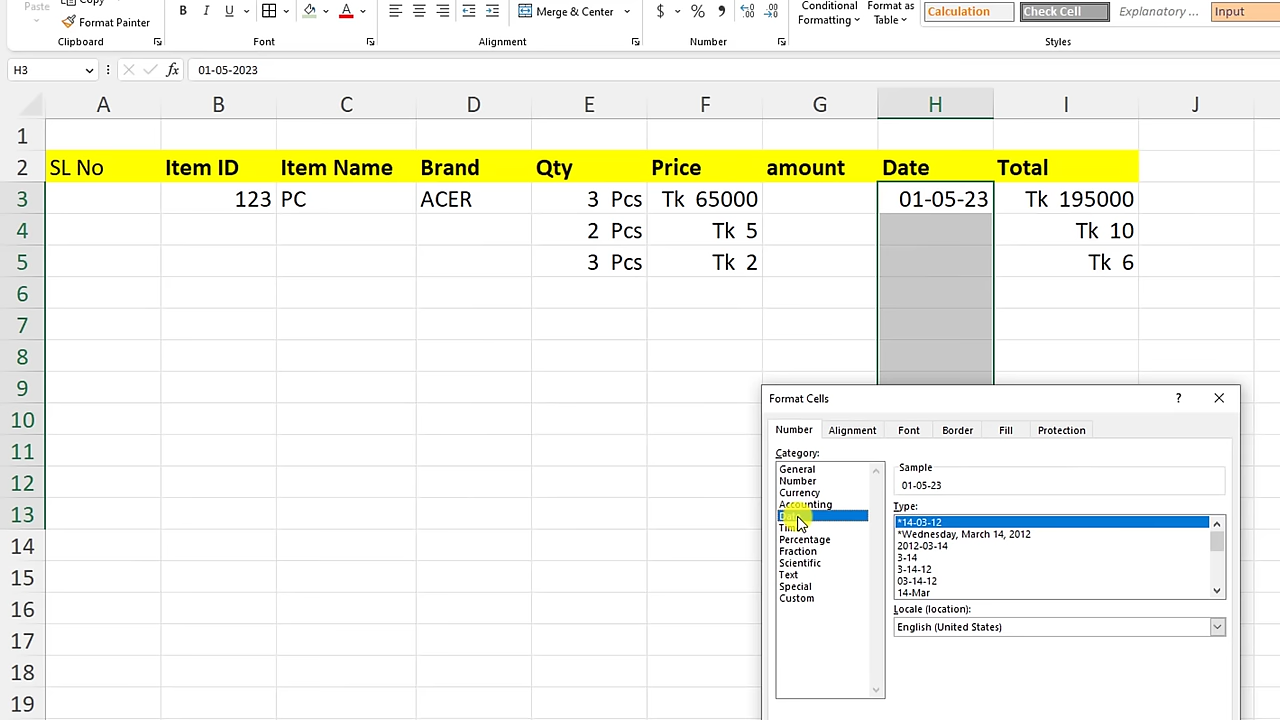 Paste
Copy
Format Painter
Clipboard
B I U
Font
Merge & Center
Alignment
$ % ,
Number
Conditional Formatting
Format as Table
Calculation
Check Cell
Explanatory ...
Input
Styles
H3
fx
01-05-2023
A B C D E F G H I J
1
2 SL No Item ID Item Name Brand Qty Price amount Date Total
3 123 PC ACER 3 Pcs Tk 65000 01-05-23 Tk 195000
4 2 Pcs Tk 5 Tk 10
5 3 Pcs Tk 2 Tk 6
6
7
8
9
10
11
12
13
14
15
16
17
18
19
Format Cells
?
Number Alignment Font Border Fill Protection
Category:
General
Number
Currency
Accounting
Percentage
Fraction
Scientific
Text
Special
Custom
Sample
01-05-23
Type:
*14-03-12
*Wednesday, March 14, 2012
2012-03-14
3-14
3-14-12
03-14-12
14-Mar
Locale (location):
English (United States)